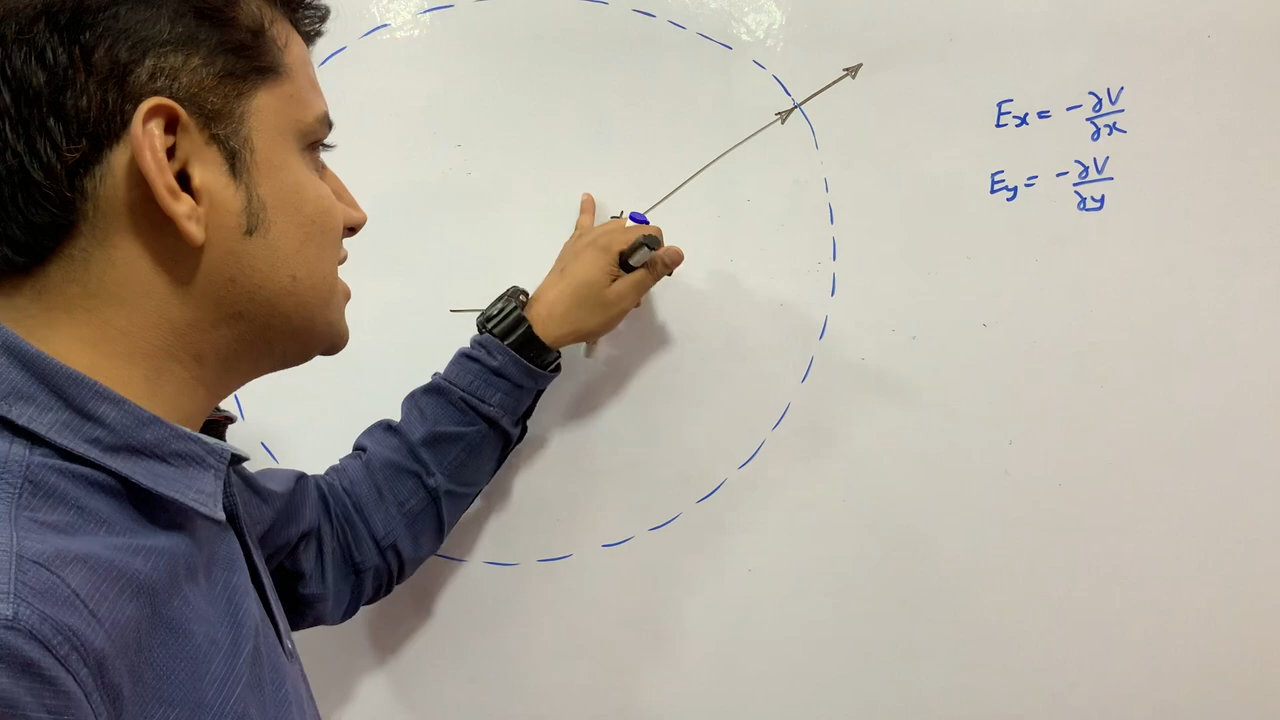 Ex = -∂V/∂x
Ey = -∂V/∂y